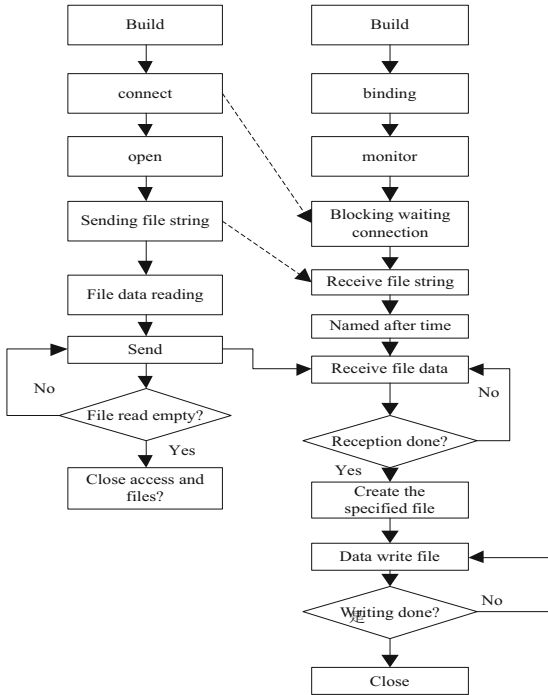 Build
connect
open
Sending file string
File data reading
Send
No
File read empty?
Yes
Close access and
files?
Build
binding
monitor
Blocking waiting
connection
Receive file string
Named after time
Receive file data
No
Reception done?
Yes
Create the
specified file
Data write file
Writing done?
是
No
Close